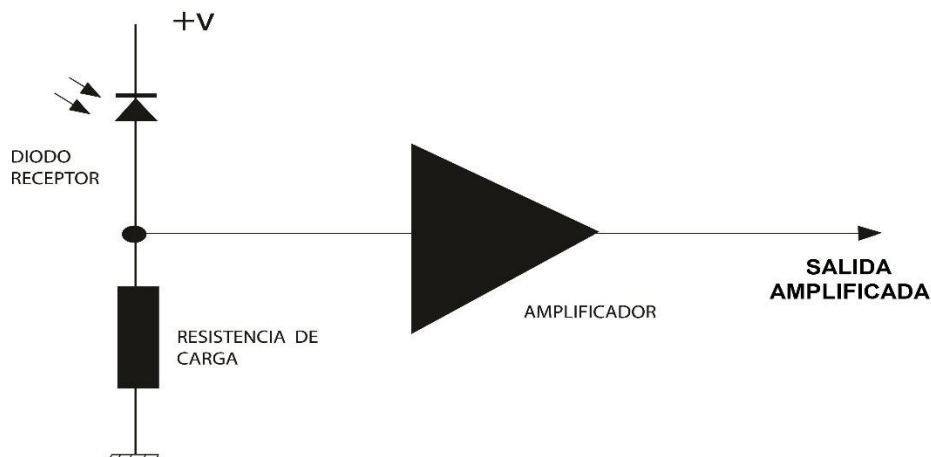 +V
DIODO
RECEPTOR
SALIDA
AMPLIFICADA
AMPLIFICADOR
RESISTENCIA DE
CARGA